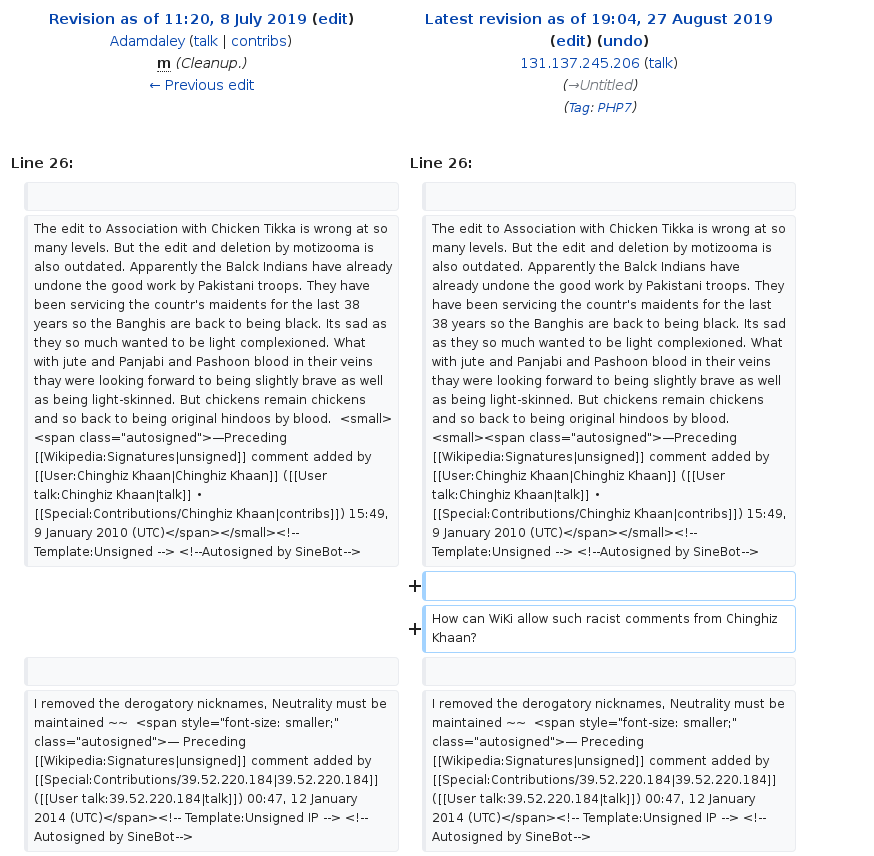 Revision as of 11:20, 8 July 2019 (edit)
Adamdaley (talk | contribs)
m (Cleanup.)
← Previous edit
Latest revision as of 19:04, 27 August 2019
(edit) (undo)
131.137.245.206 (talk)
(→Untitled)
(Tag: PHP7)
Line 26:
Line 26:
The edit to Association with Chicken Tikka is wrong at so
many levels. But the edit and deletion by motizooma is
also outdated. Apparently the Balck Indians have already
undone the good work by Pakistani troops. They have
been servicing the countr's maidents for the last 38
years so the Banghis are back to being black. Its sad as
they so much wanted to be light complexioned. What
with jute and Panjabi and Pashoon blood in their veins
thay were looking forward to being slightly brave as well
as being light-skinned. But chickens remain chickens
and so back to being original hindoos by blood.  <small>
<span class="autosigned">—Preceding
[[Wikipedia:Signatures|unsigned]] comment added by
[[User:Chinghiz Khaan|Chinghiz Khaan]] ([[User
talk:Chinghiz Khaan|talk]] •
[[Special:Contributions/Chinghiz Khaan|contribs]]) 15:49,
9 January 2010 (UTC)</span></small><!--
Template:Unsigned --> <!--Autosigned by SineBot-->
The edit to Association with Chicken Tikka is wrong at so
many levels. But the edit and deletion by motizooma is
also outdated. Apparently the Balck Indians have
already undone the good work by Pakistani troops. They
have been servicing the countr's maidents for the last
38 years so the Banghis are back to being black. Its sad
as they so much wanted to be light complexioned. What
with jute and Panjabi and Pashoon blood in their veins
thay were looking forward to being slightly brave as well
as being light-skinned. But chickens remain chickens
and so back to being original hindoos by blood.
<small><span class="autosigned">—Preceding
[[Wikipedia:Signatures|unsigned]] comment added by
[[User:Chinghiz Khaan|Chinghiz Khaan]] ([[User
talk:Chinghiz Khaan|talk]] •
[[Special:Contributions/Chinghiz Khaan|contribs]]) 15:49,
9 January 2010 (UTC)</span></small><!--
Template:Unsigned --> <!--Autosigned by SineBot-->
+
+
How can WiKi allow such racist comments from Chinghiz
Khaan?
I removed the derogatory nicknames, Neutrality must be
maintained ~~  <span style="font-size: smaller;"
class="autosigned">— Preceding
[[Wikipedia:Signatures|unsigned]] comment added by
[[Special:Contributions/39.52.220.184|39.52.220.184]]
([[User talk:39.52.220.184|talk]]) 00:47, 12 January
2014 (UTC)</span><!-- Template:Unsigned IP --> <!--
Autosigned by SineBot-->
I removed the derogatory nicknames, Neutrality must be
maintained ~~  <span style="font-size: smaller;"
class="autosigned">— Preceding
[[Wikipedia:Signatures|unsigned]] comment added by
[[Special:Contributions/39.52.220.184|39.52.220.184]]
([[User talk:39.52.220.184|talk]]) 00:47, 12 January
2014 (UTC)</span><!-- Template:Unsigned IP --> <!--
Autosigned by SineBot-->